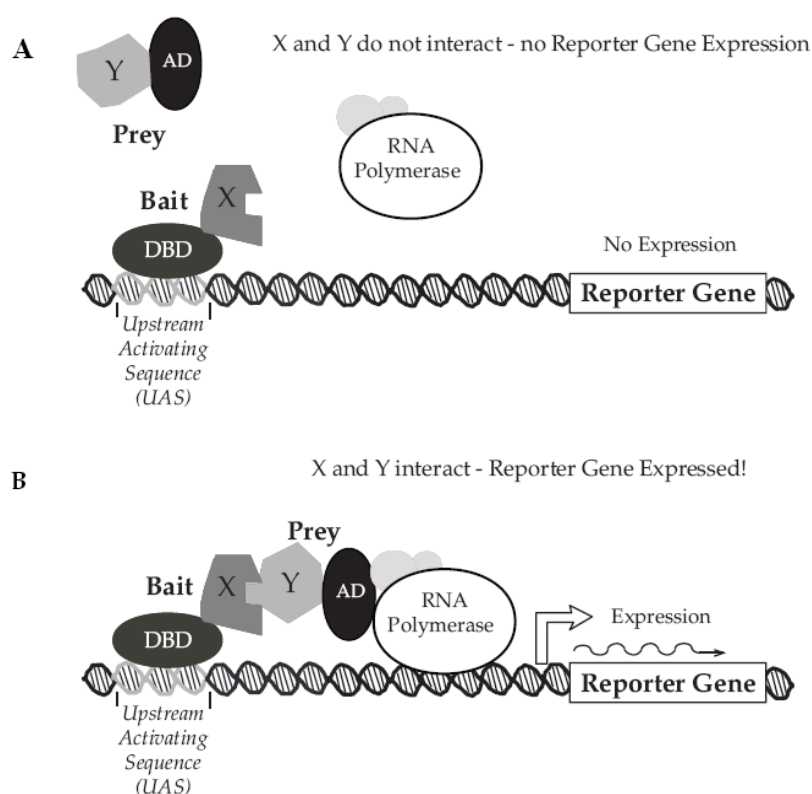 A
X and Y do not interact - no Reporter Gene Expression
Y
AD
Prey
RNA
Polymerase
Bait
X
DBD
No Expression
Reporter Gene
Upstream
Activating
Sequence
(UAS)
B
X and Y interact - Reporter Gene Expressed!
Prey
Bait
X
Y
AD
RNA
Polymerase
Expression
DBD
Reporter Gene
Upstream
Activating
Sequence
(UAS)